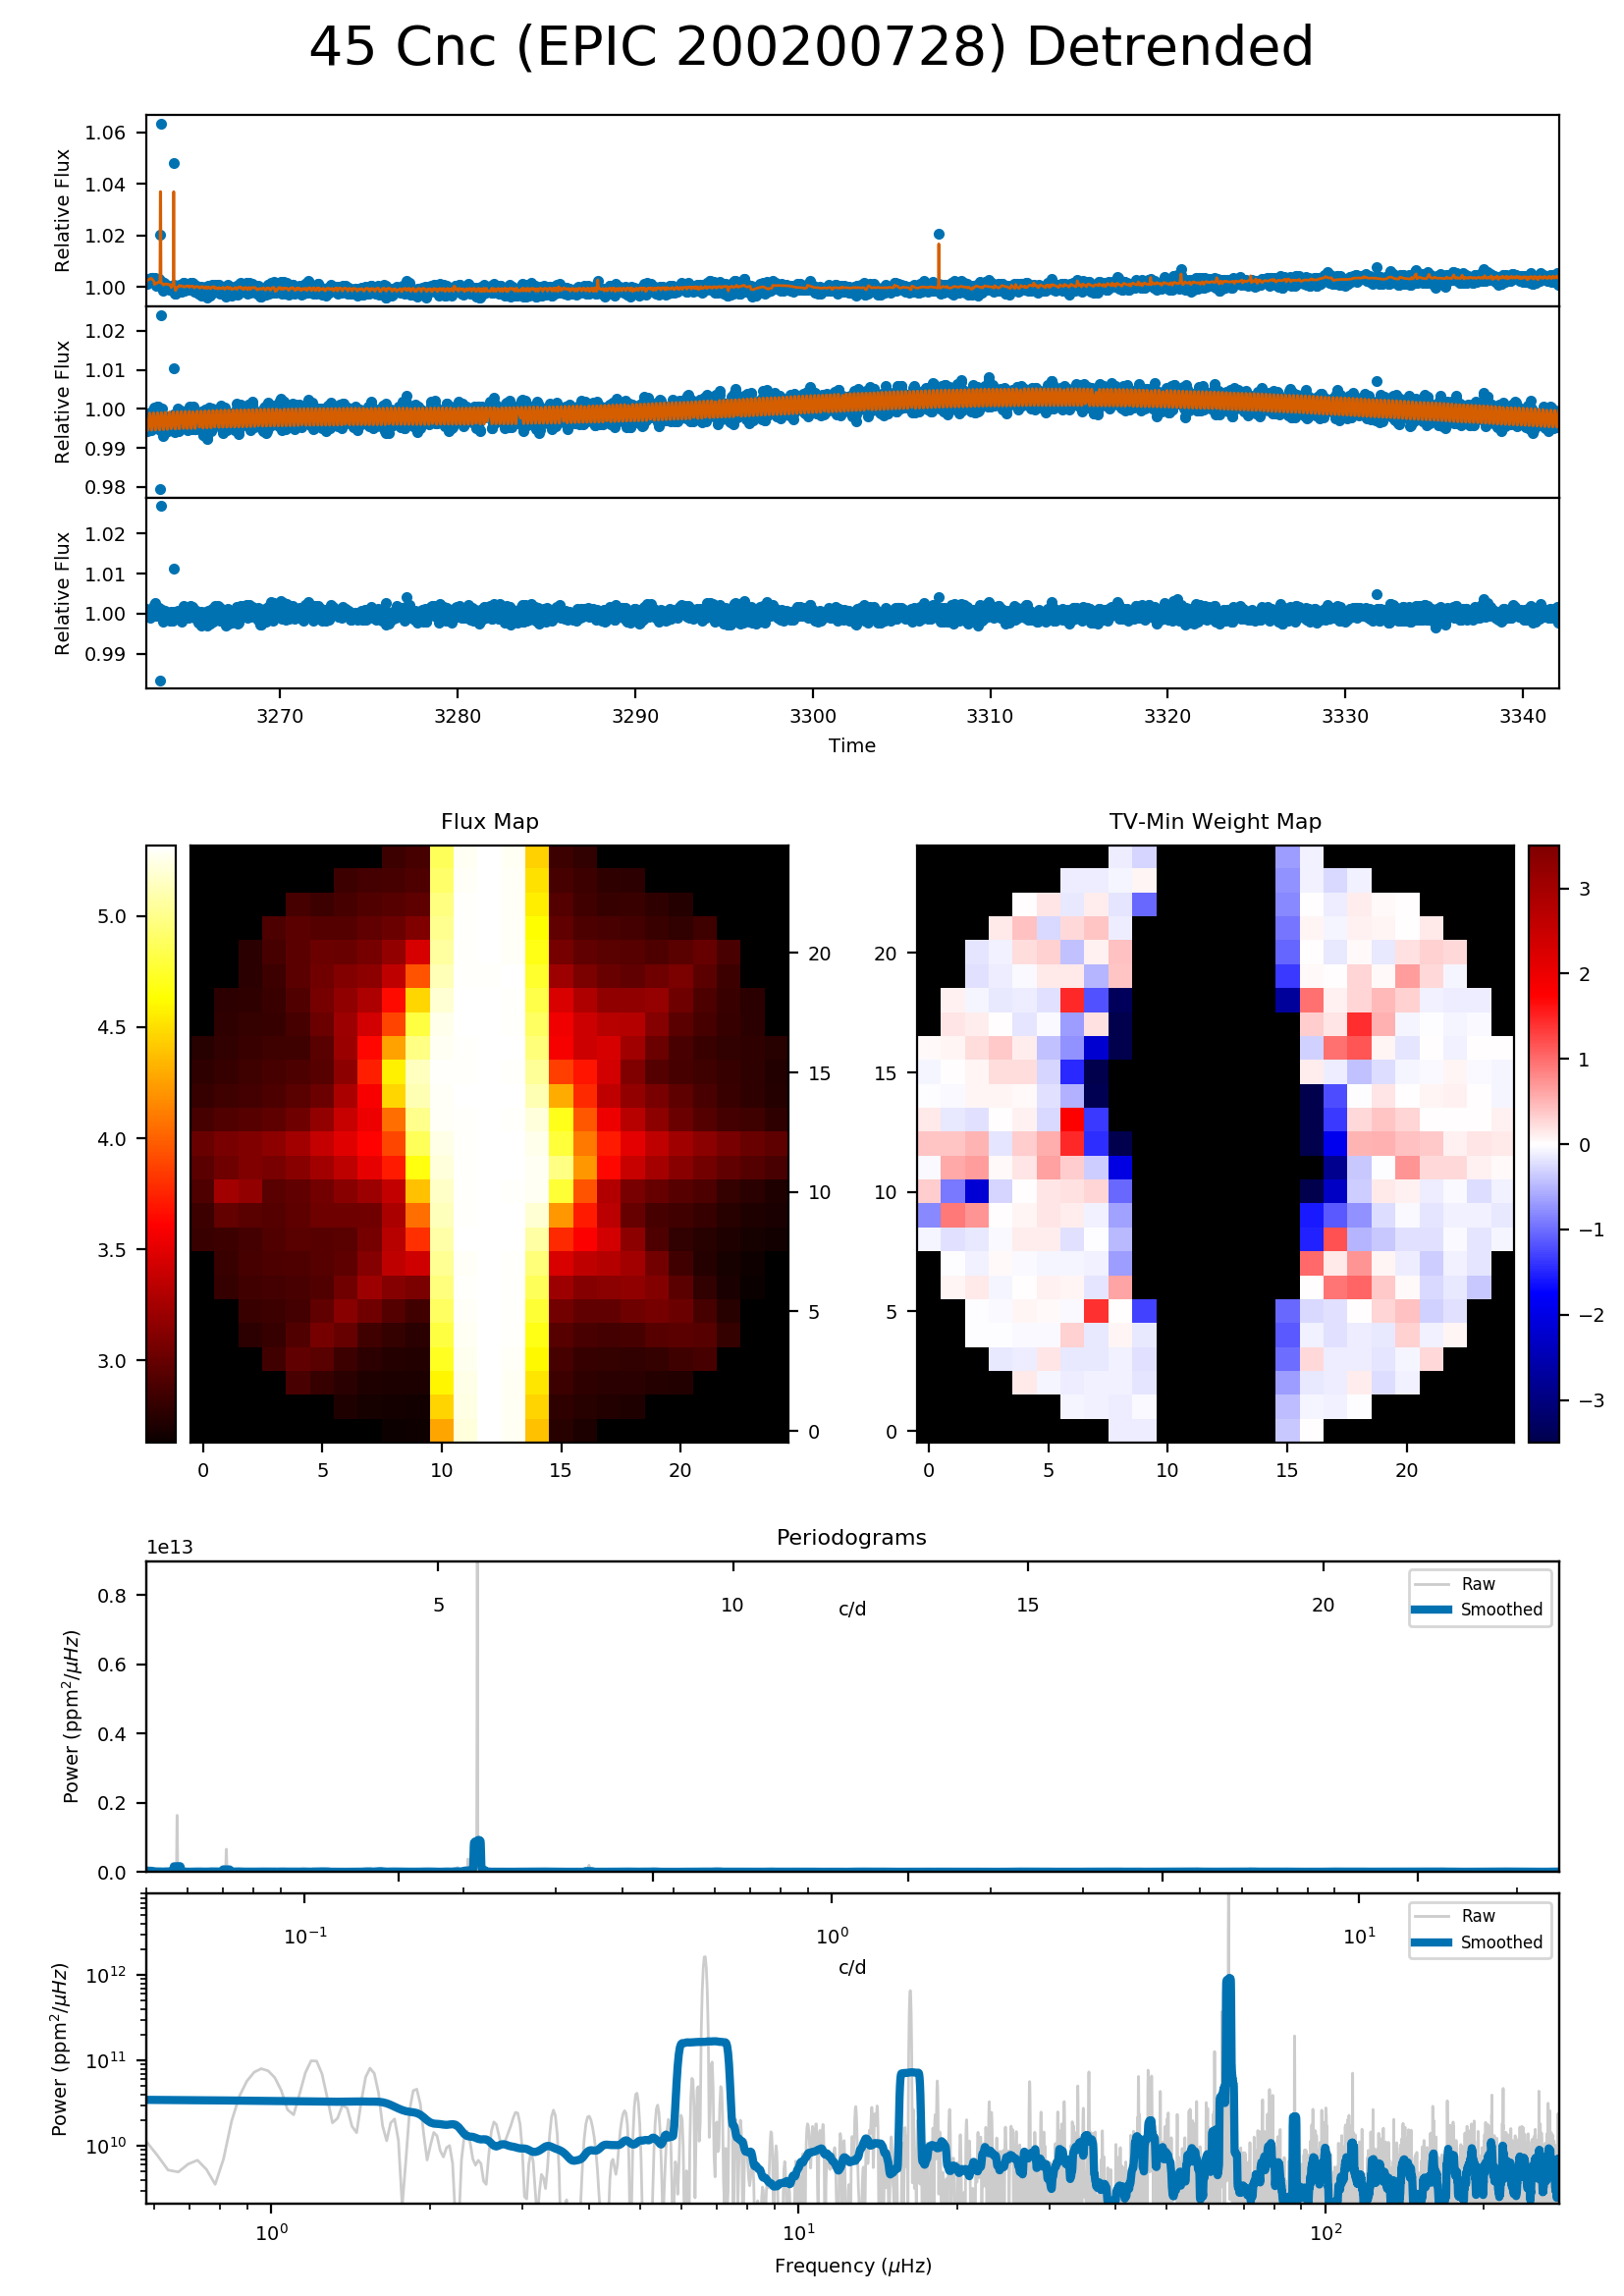 45 Cnc (EPIC 200200728) Detrended
Relative Flux
1.06
1.04
1.02
1.00
Relative Flux
1.02
1.01
1.00
0.99
0.98
Relative Flux
1.02
1.01
1.00
0.99
3270 3280 3290 3300 3310 3320 3330 3340
Time
Flux Map
5.0
4.5
4.0
3.5
3.0
20
15
10
5
0
0 5 10 15 20
TV-Min Weight Map
20
15
10
5
0
0 5 10 15 20
3
2
1
0
−1
−2
−3
Periodograms
1e13
Power (ppm²/μHz)
0.8
0.6
0.4
0.2
0.0
5 10 15 20
c/d
Raw
Smoothed
Power (ppm²/μHz)
10¹²
10¹¹
10¹⁰
10⁻¹ 10⁰ 10¹
c/d
Raw
Smoothed
10⁰ 10¹ 10²
Frequency (μHz)